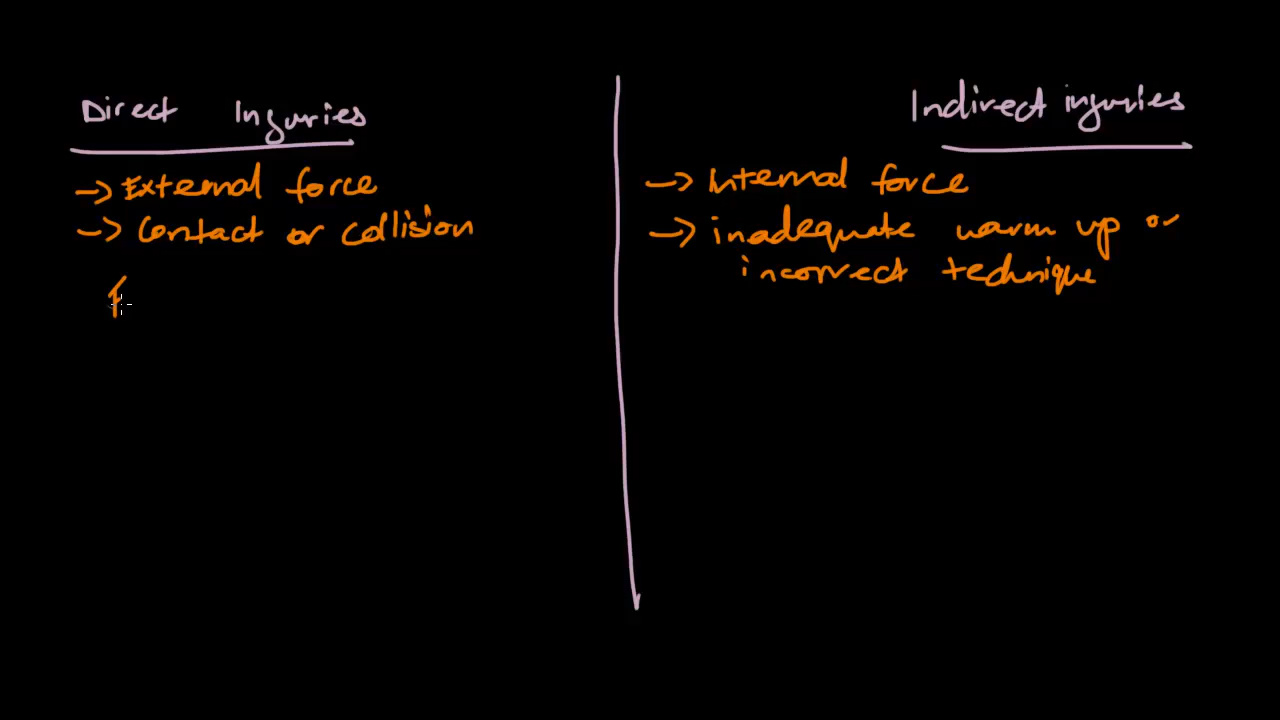 Direct Injuries
→ External force
→ Contact or collision
Indirect injuries
→ Internal force
→ inadequate warm up or
incorrect technique